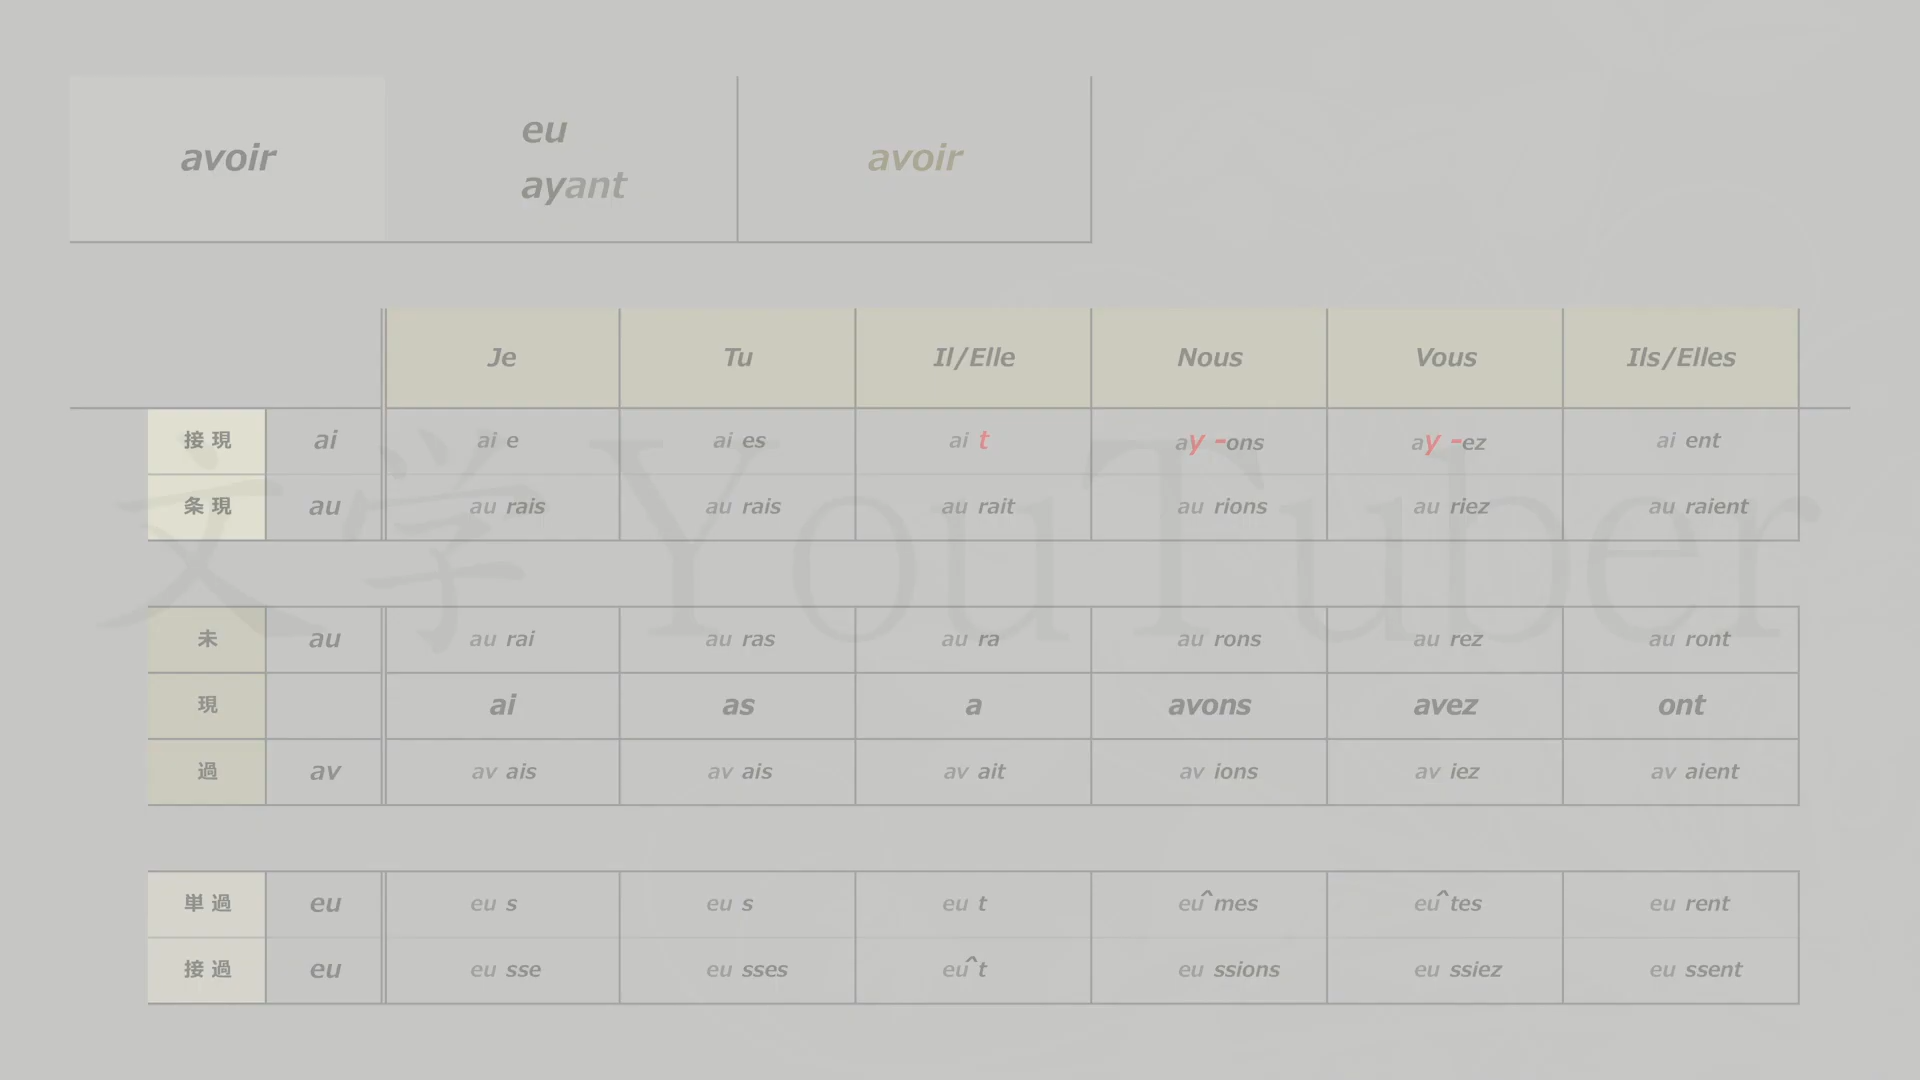 avoir
eu
ayant
avoir
Je Tu Il/Elle Nous Vous Ils/Elles
接現 ai ai e ai es ai t ay -ons ay -ez ai ent
条現 au au rais au rais au rait au rions au riez au raient
文学YouTuber
未 au au rai au ras au ra au rons au rez au ront
現 ai as a avons avez ont
過 av av ais av ais av ait av ions av iez av aient
単過 eu eu s eu s eu t eu^mes eu^tes eu rent
接過 eu eu sse eu sses eu^t eu ssions eu ssiez eu ssent